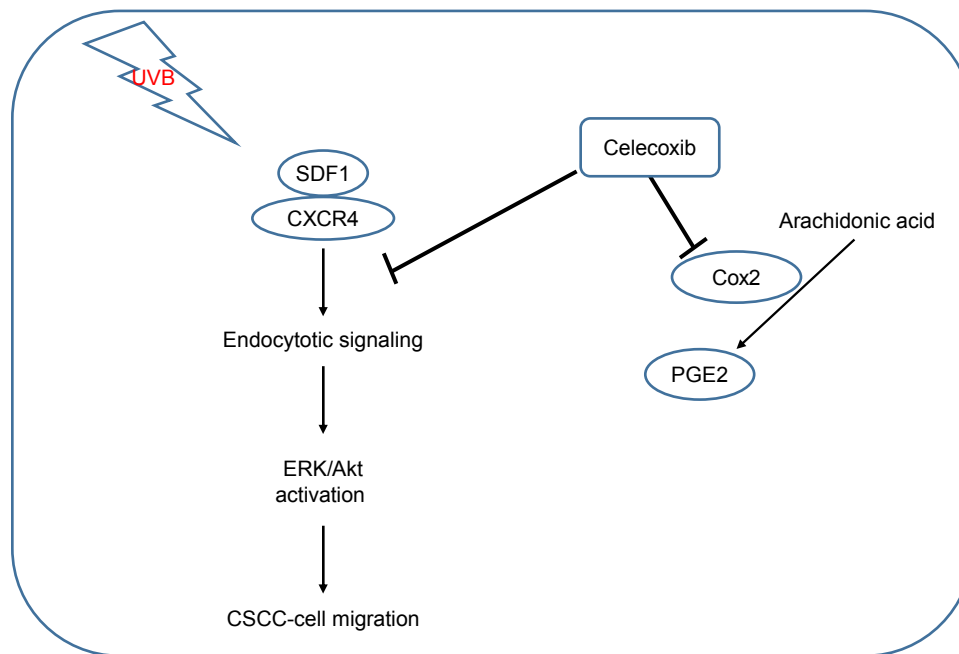 UVB
SDF1
CXCR4
Celecoxib
Arachidonic acid
Cox2
Endocytotic signaling
PGE2
ERK/Akt
activation
CSCC-cell migration